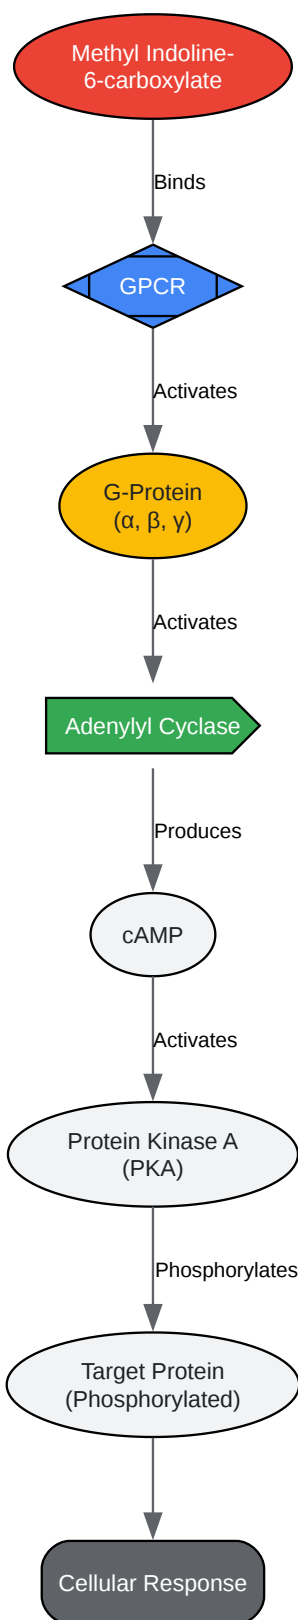 Methyl Indoline-
6-carboxylate
Binds
GPCR
Activates
G-Protein
(α, β, γ)
Activates
Adenylyl Cyclase
Produces
cAMP
Activates
Protein Kinase A
(PKA)
Phosphorylates
Target Protein
(Phosphorylated)
Cellular Response